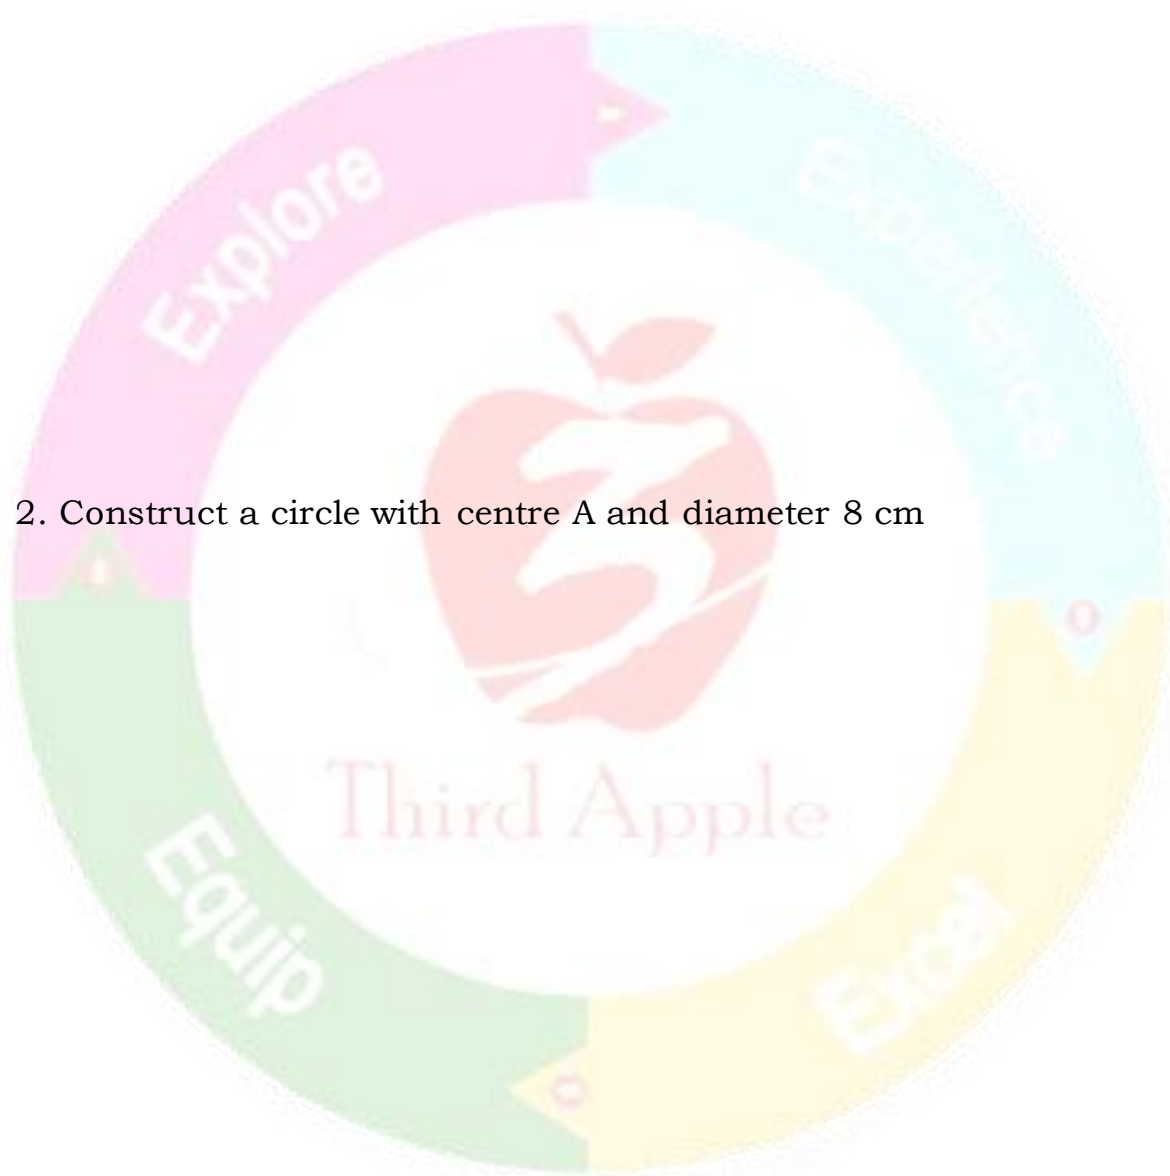 Explore
Experience
2. Construct a circle with centre A and diameter 8 cm
Third Apple
Equip
Excel